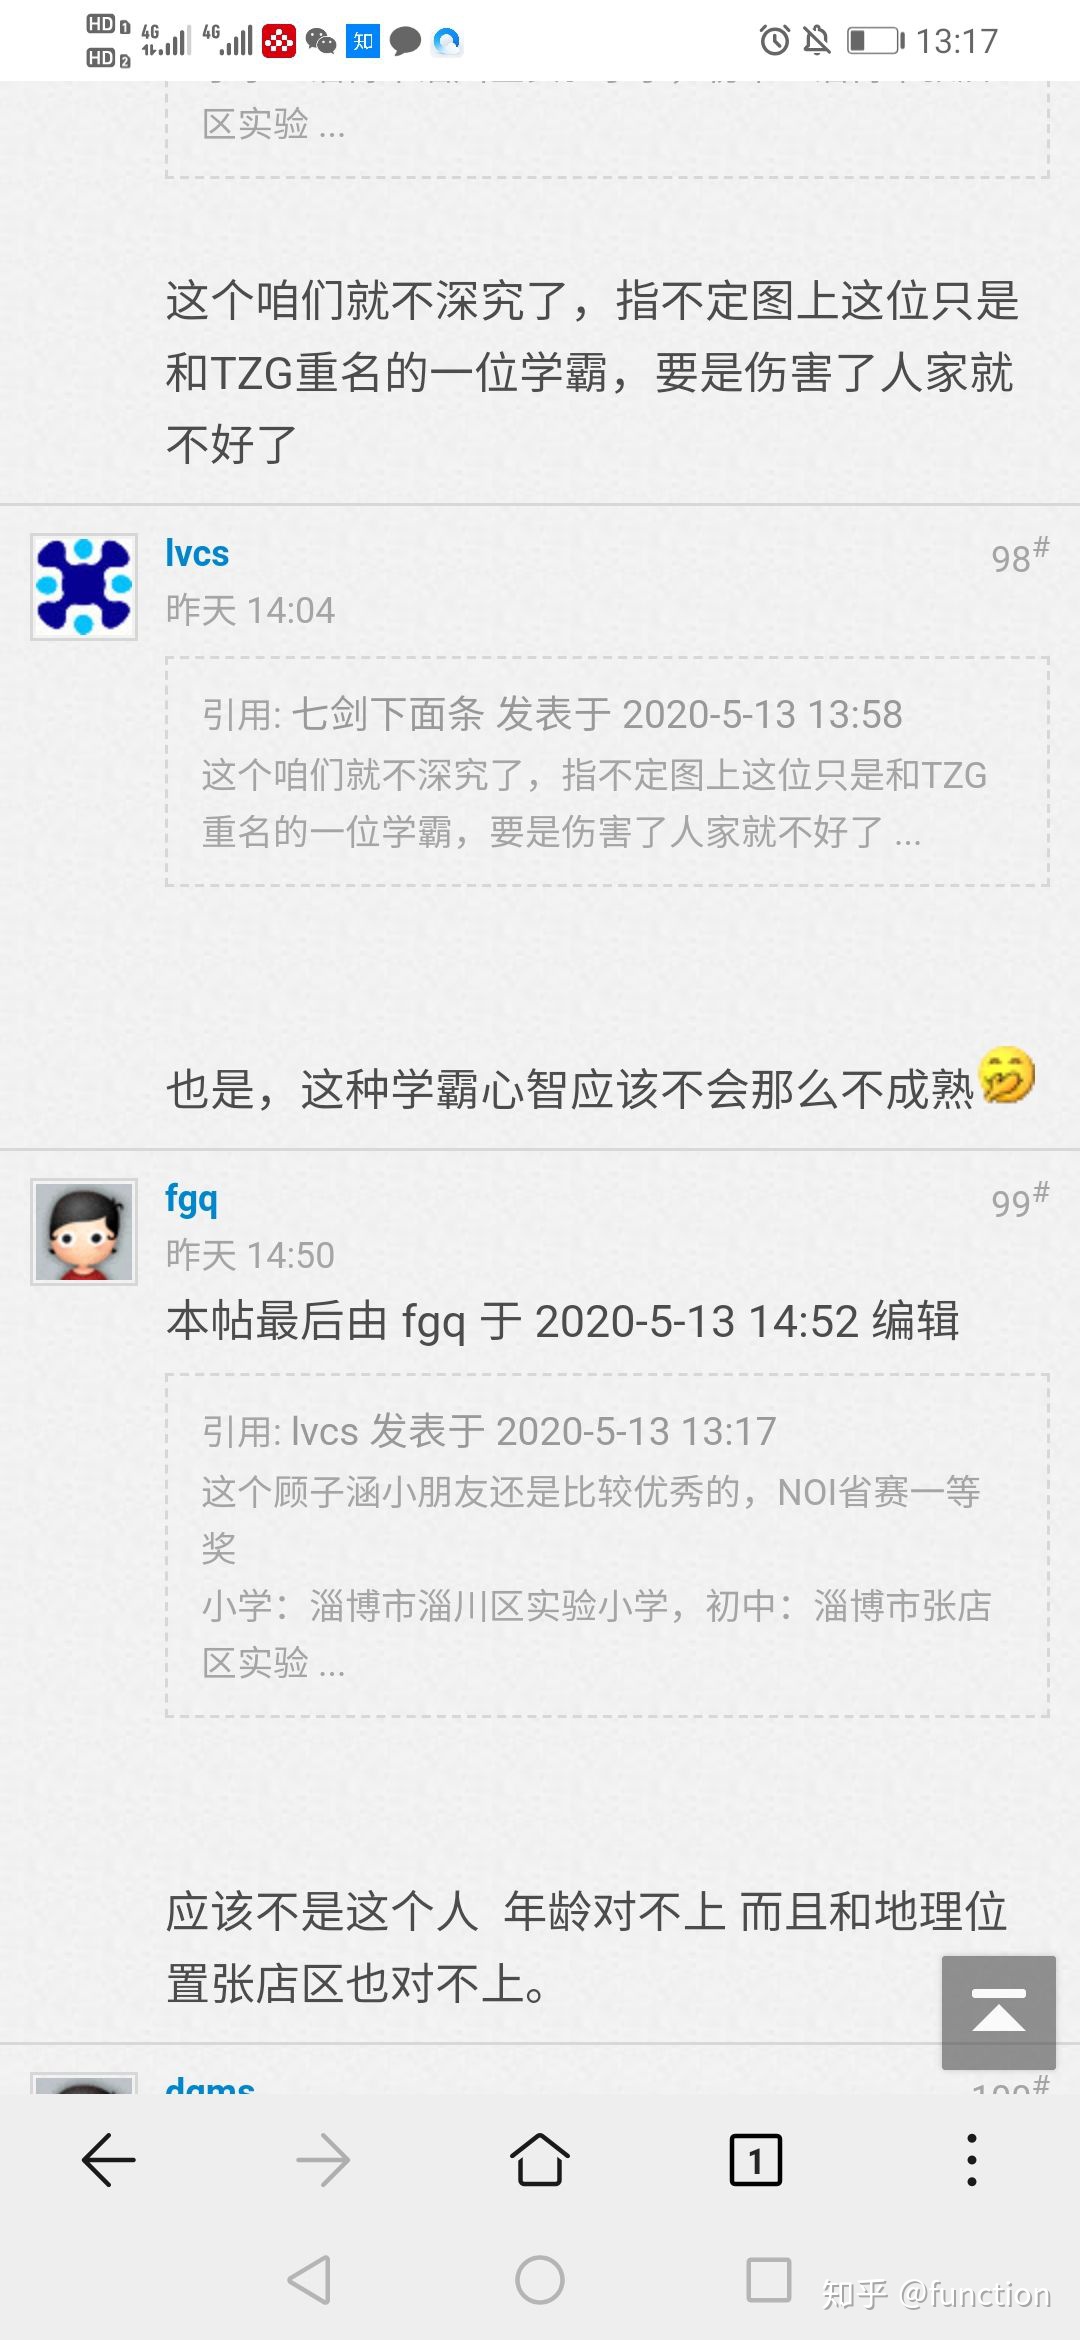 HD 1 4G 4G 知 13:17
HD 2
区实验 ...
这个咱们就不深究了，指不定图上这位只是
和TZG重名的一位学霸，要是伤害了人家就
不好了
lvcs 98#
昨天 14:04
引用: 七剑下面条 发表于 2020-5-13 13:58
这个咱们就不深究了，指不定图上这位只是和TZG
重名的一位学霸，要是伤害了人家就不好了 ...
也是，这种学霸心智应该不会那么不成熟
fgq 99#
昨天 14:50
本帖最后由 fgq 于 2020-5-13 14:52 编辑
引用: lvcs 发表于 2020-5-13 13:17
这个顾子涵小朋友还是比较优秀的，NOI省赛一等
奖
小学：淄博市淄川区实验小学，初中：淄博市张店
区实验 ...
应该不是这个人 年龄对不上 而且和地理位
置张店区也对不上。
1
知乎 @function